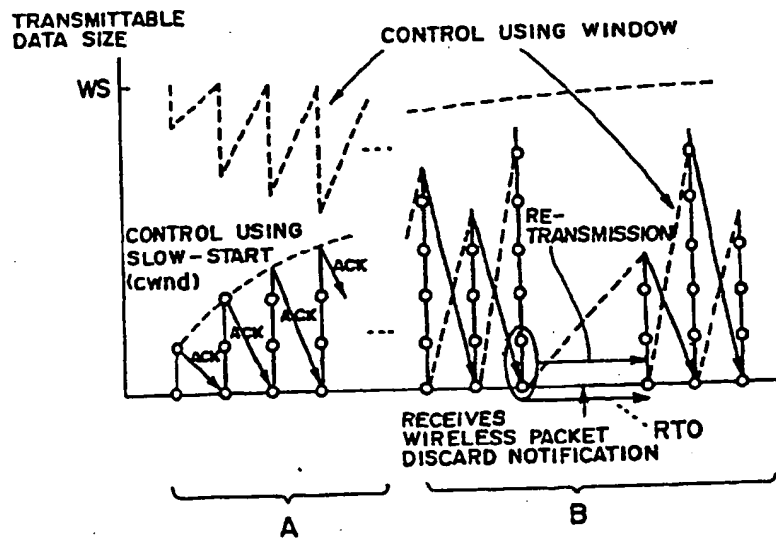 TRANSMITTABLE
DATA SIZE
CONTROL USING WINDOW
WS
CONTROL USING
SLOW-START
(cwnd)
ACK
ACK
ACK
ACK
RE-
TRANSMISSION
RECEIVES
WIRELESS PACKET
DISCARD NOTIFICATION
RTO
A
B